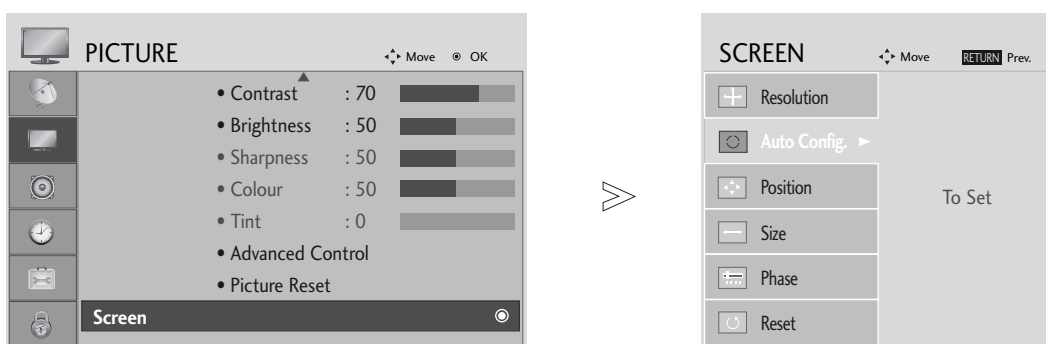 PICTURE Move OK
• Contrast : 70
• Brightness : 50
• Sharpness : 50
• Colour : 50
• Tint : 0
• Advanced Control
• Picture Reset
Screen
SCREEN Move RETURN Prev.
Resolution
Auto Config. ►
Position
Size
Phase
Reset
To Set